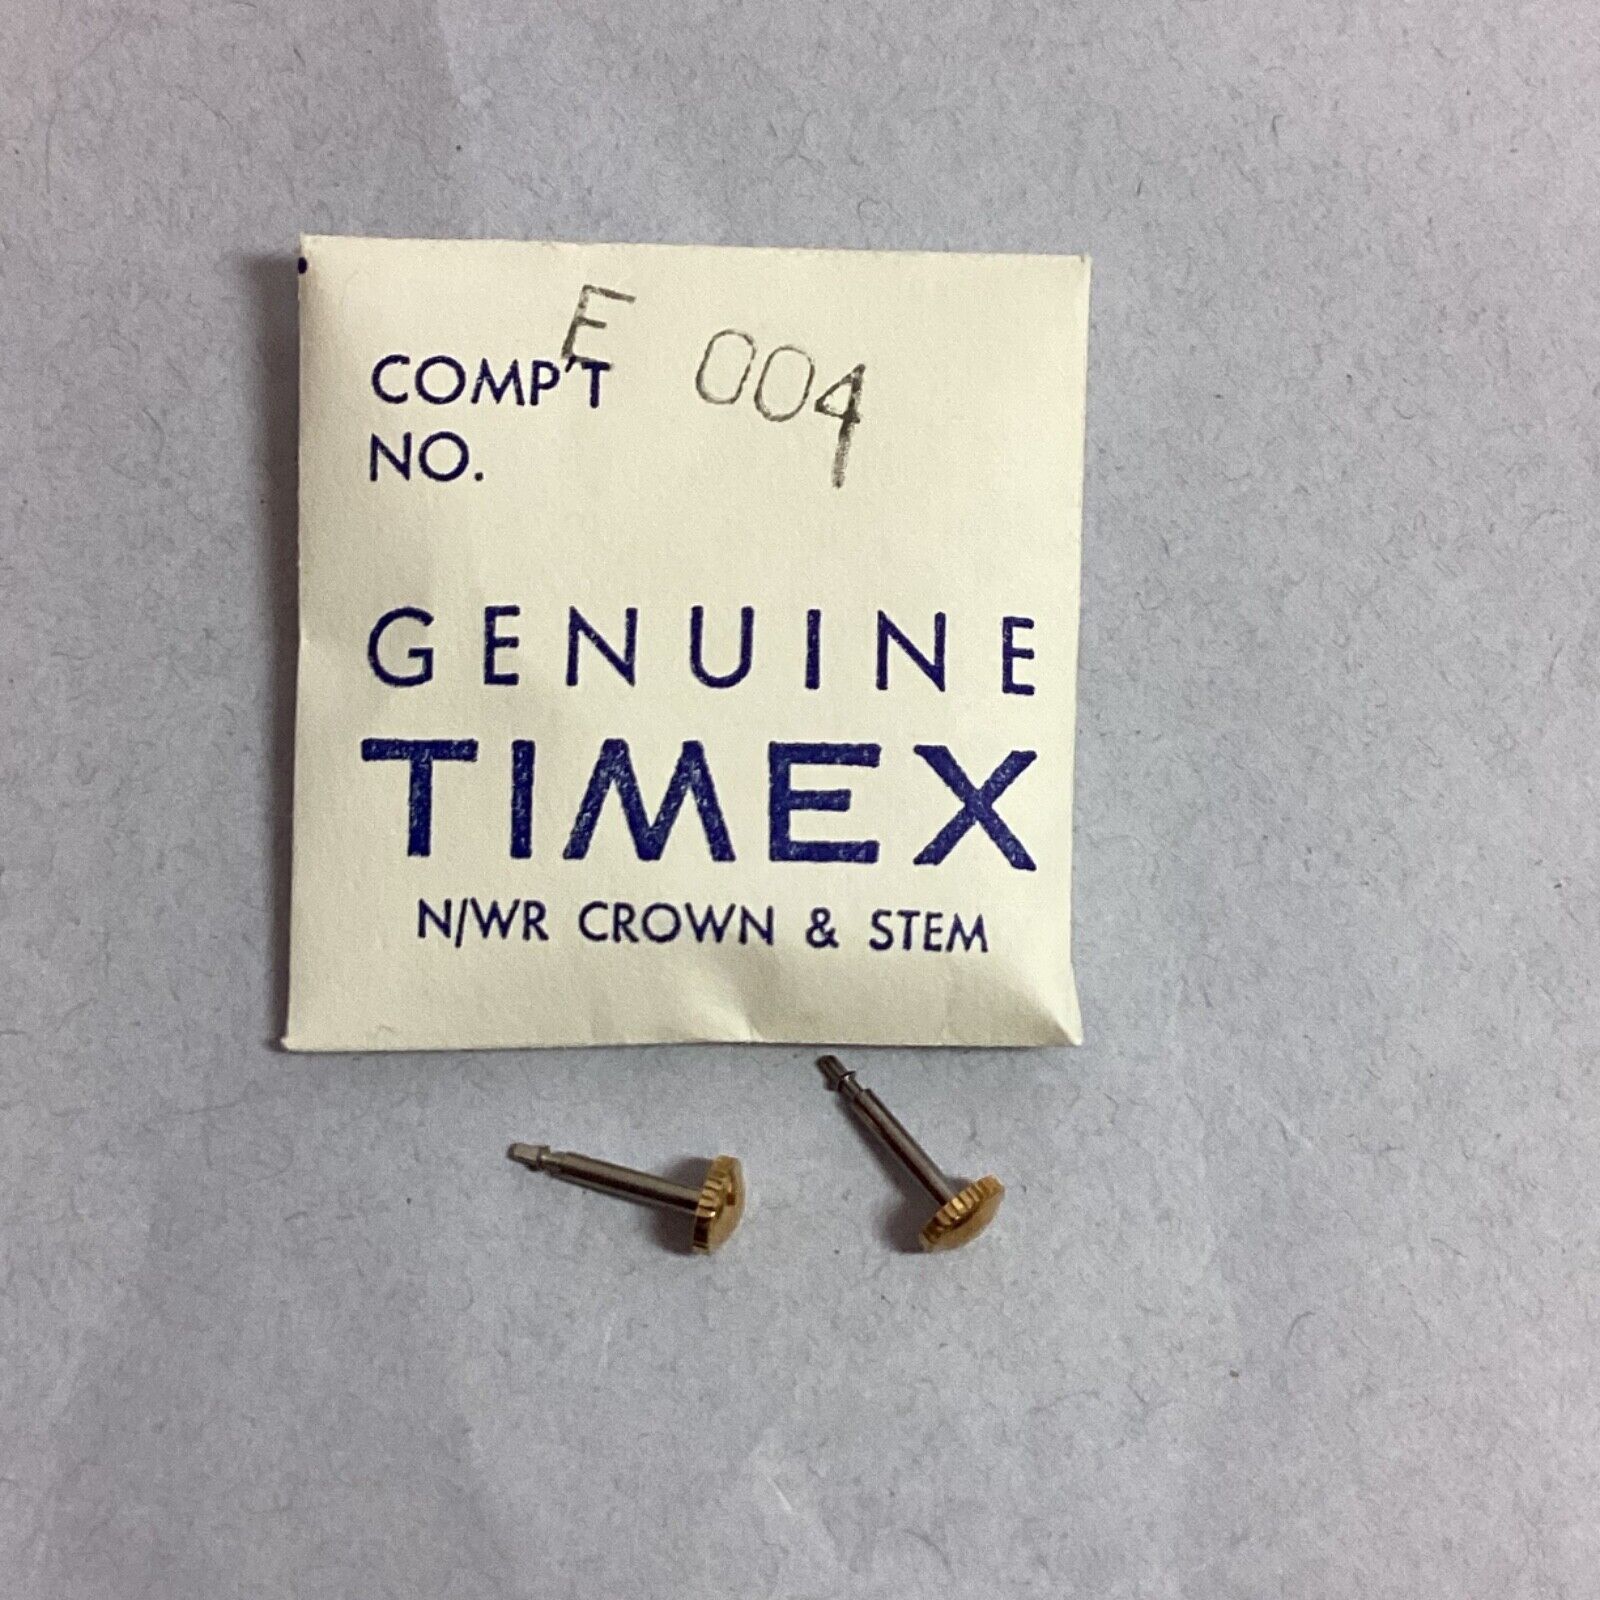 E 004
COMP'T
NO.
GENUINE
TIMEX
N/WR CROWN & STEM